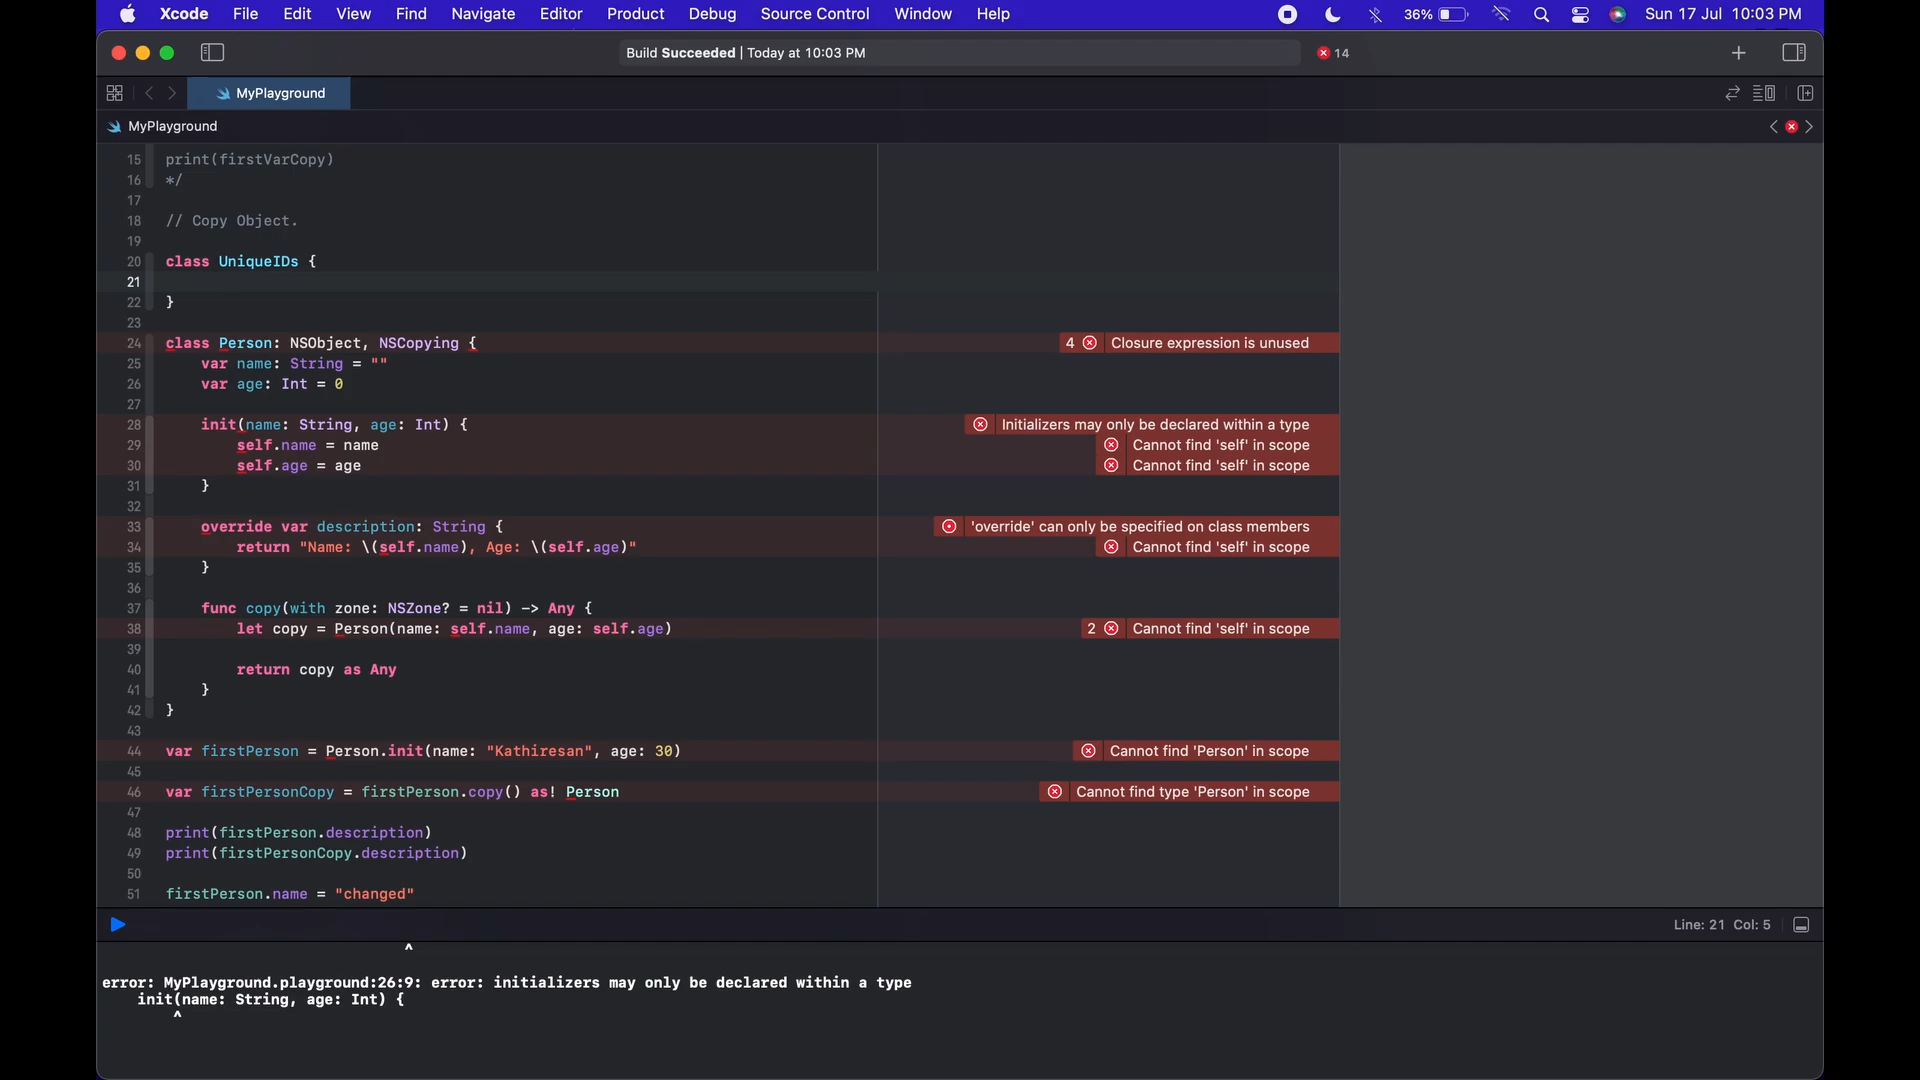 Xcode File Edit View Find Navigate Editor Product Debug Source Control Window Help 36% Sun 17 Jul 10:03 PM
Build Succeeded | Today at 10:03 PM 14
MyPlayground
MyPlayground
15 print(firstVarCopy)
16 */
17
18 // Copy Object.
19
20 class UniqueIDs {
21
22 }
23
24 class Person: NSObject, NSCopying { 4 Closure expression is unused
25 var name: String = ""
26 var age: Int = 0
27
28 init(name: String, age: Int) { Initializers may only be declared within a type
29 self.name = name Cannot find 'self' in scope
30 self.age = age Cannot find 'self' in scope
31 }
32
33 override var description: String { 'override' can only be specified on class members
34 return "Name: \(self.name), Age: \(self.age)" Cannot find 'self' in scope
35 }
36
37 func copy(with zone: NSZone? = nil) -> Any {
38 let copy = Person(name: self.name, age: self.age) 2 Cannot find 'self' in scope
39
40 return copy as Any
41 }
42 }
43
44 var firstPerson = Person.init(name: "Kathiresan", age: 30) Cannot find 'Person' in scope
45
46 var firstPersonCopy = firstPerson.copy() as! Person Cannot find type 'Person' in scope
47
48 print(firstPerson.description)
49 print(firstPersonCopy.description)
50
51 firstPerson.name = "changed"
Line: 21 Col: 5
^
error: MyPlayground.playground:26:9: error: initializers may only be declared within a type
init(name: String, age: Int) {
^